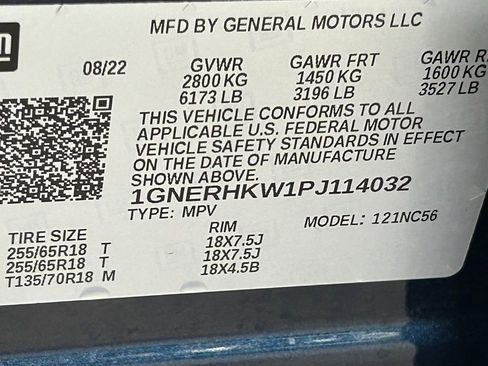 gm
MFD BY GENERAL MOTORS LLC
08/22 GVWR GAWR FRT GAWR R
2800 KG 1450 KG 1600 KG
6173 LB 3196 LB 3527 LB
THIS VEHICLE CONFORMS TO ALL
APPLICABLE U.S. FEDERAL MOTOR
VEHICLE SAFETY STANDARDS IN EFFECT
ON THE DATE OF MANUFACTURE
SHOWN ABOVE.
1GNERHKW1PJ114032
TYPE: MPV MODEL: 121NC56
TIRE SIZE RIM
255/65R18 T 18X7.5J
255/65R18 T 18X7.5J
T135/70R18 M 18X4.5B